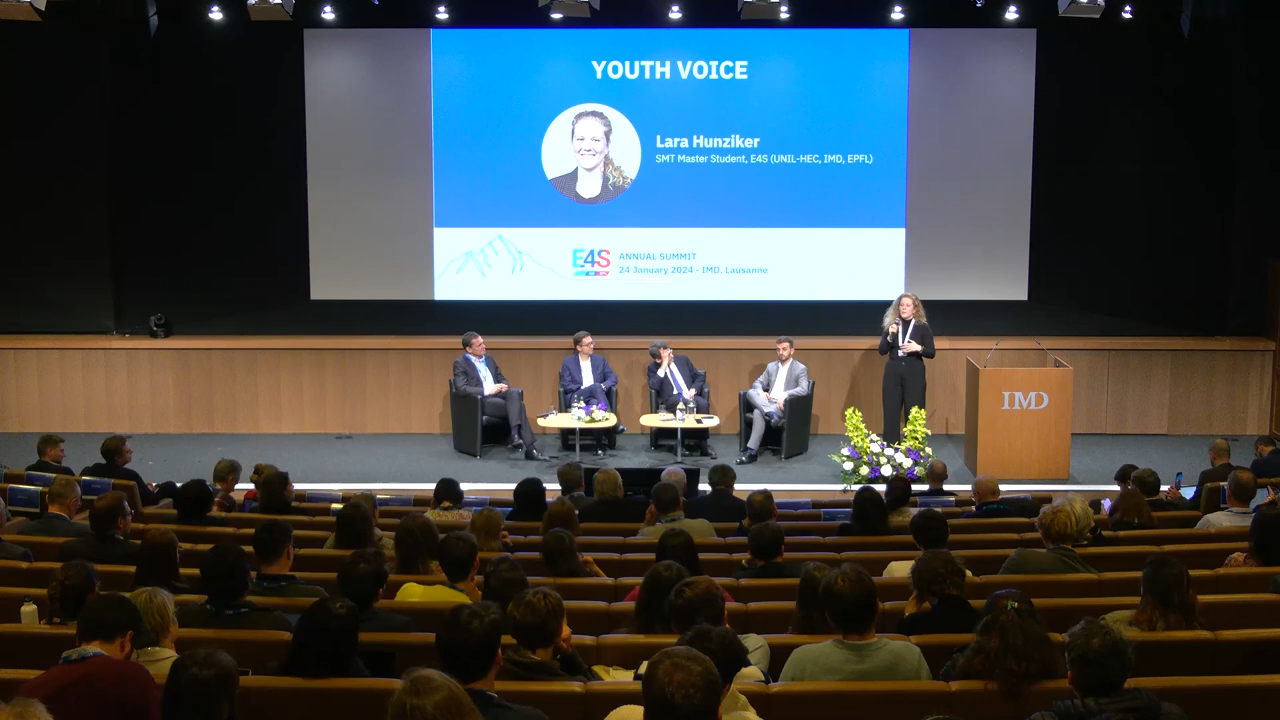 YOUTH VOICE
Lara Hunziker
SMT Master Student, E4S (UNIL-HEC, IMD, EPFL)
E4S
ANNUAL SUMMIT
24 January 2024 - IMD, Lausanne
IMD